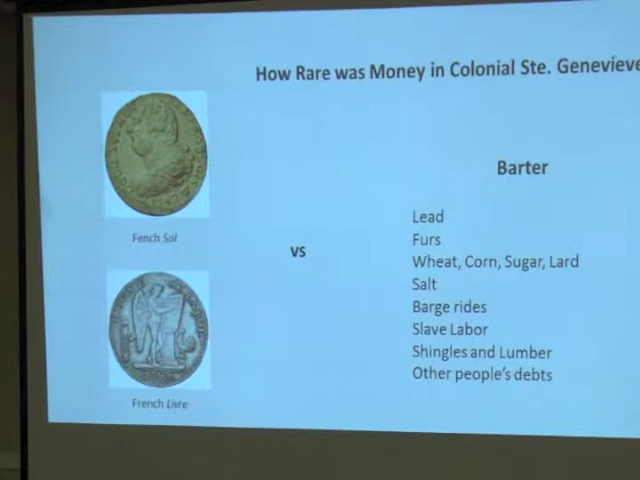 How Rare was Money in Colonial Ste. Genevieve
Barter
Fench Sol
vs
Lead
Furs
Wheat, Corn, Sugar, Lard
Salt
Barge rides
Slave Labor
Shingles and Lumber
Other people's debts
French Livre